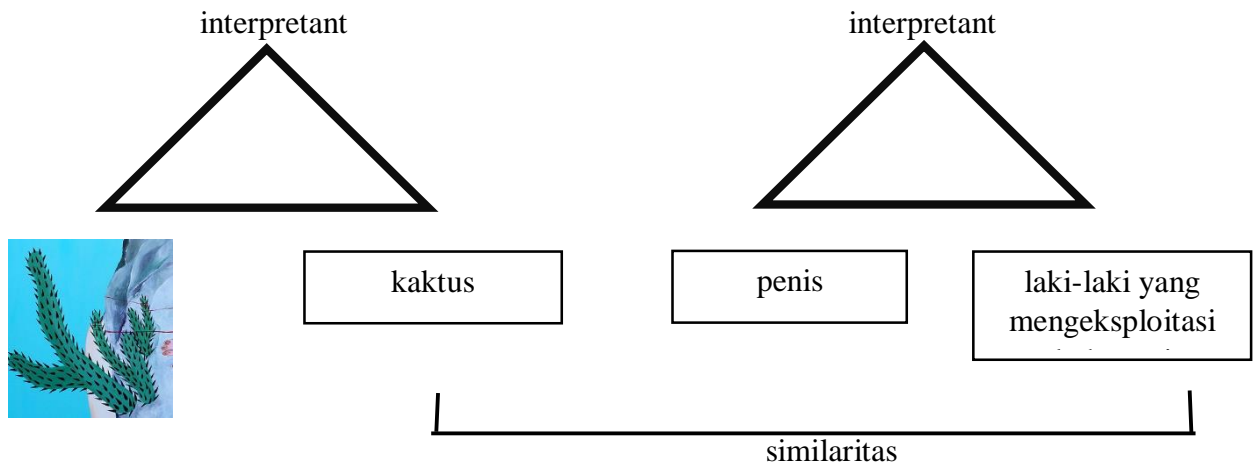 interpretant
interpretant
kaktus
penis
laki-laki yang
mengeksploitasi
similaritas